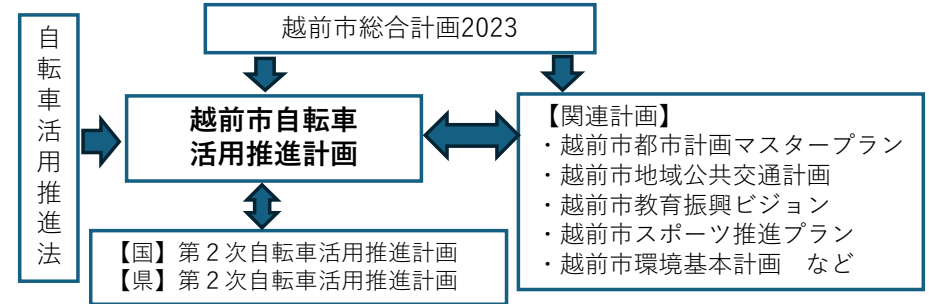 越前市総合計画2023
自転車活用推進法
越前市自転車
活用推進計画
【関連計画】
・越前市都市計画マスタープラン
・越前市地域公共交通計画
・越前市教育振興ビジョン
・越前市スポーツ推進プラン
・越前市環境基本計画　など
【国】第２次自転車活用推進計画
【県】第２次自転車活用推進計画